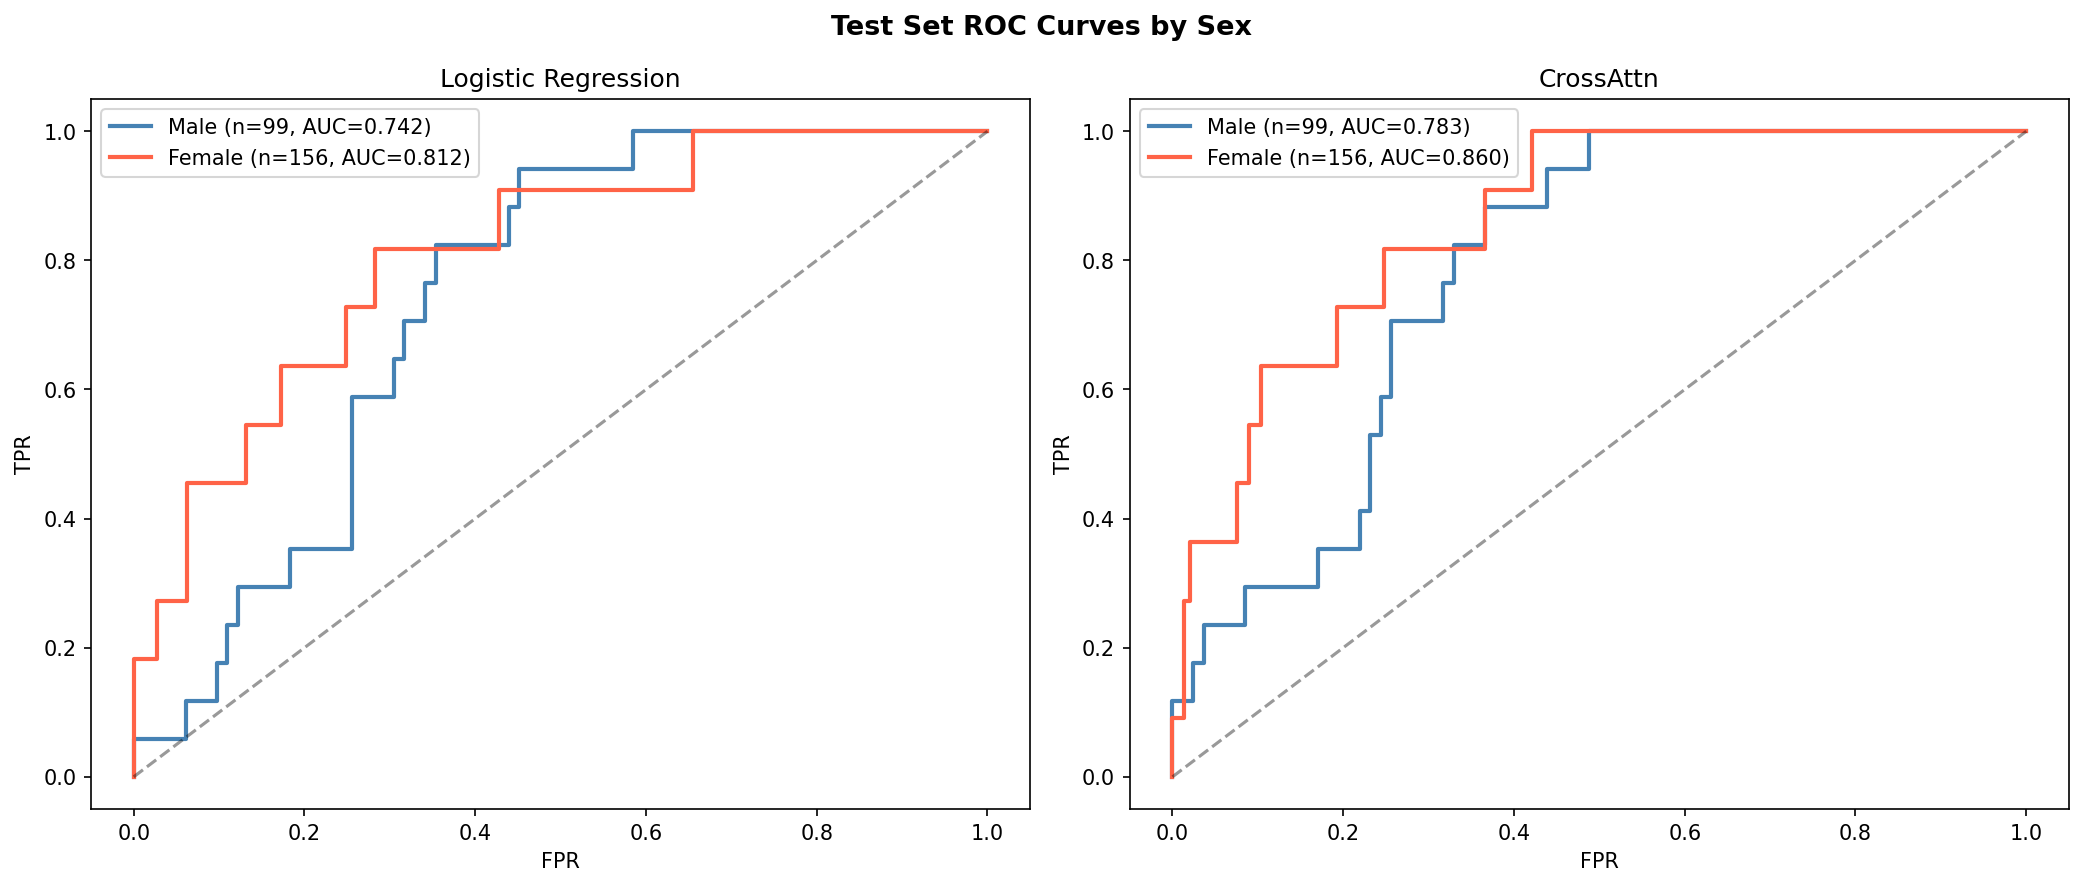 Test Set ROC Curves by Sex
Logistic Regression
Male (n=99, AUC=0.742)
Female (n=156, AUC=0.812)
TPR
1.0
0.8
0.6
0.4
0.2
0.0
0.0 0.2 0.4 0.6 0.8 1.0
FPR
CrossAttn
Male (n=99, AUC=0.783)
Female (n=156, AUC=0.860)
TPR
1.0
0.8
0.6
0.4
0.2
0.0
0.0 0.2 0.4 0.6 0.8 1.0
FPR